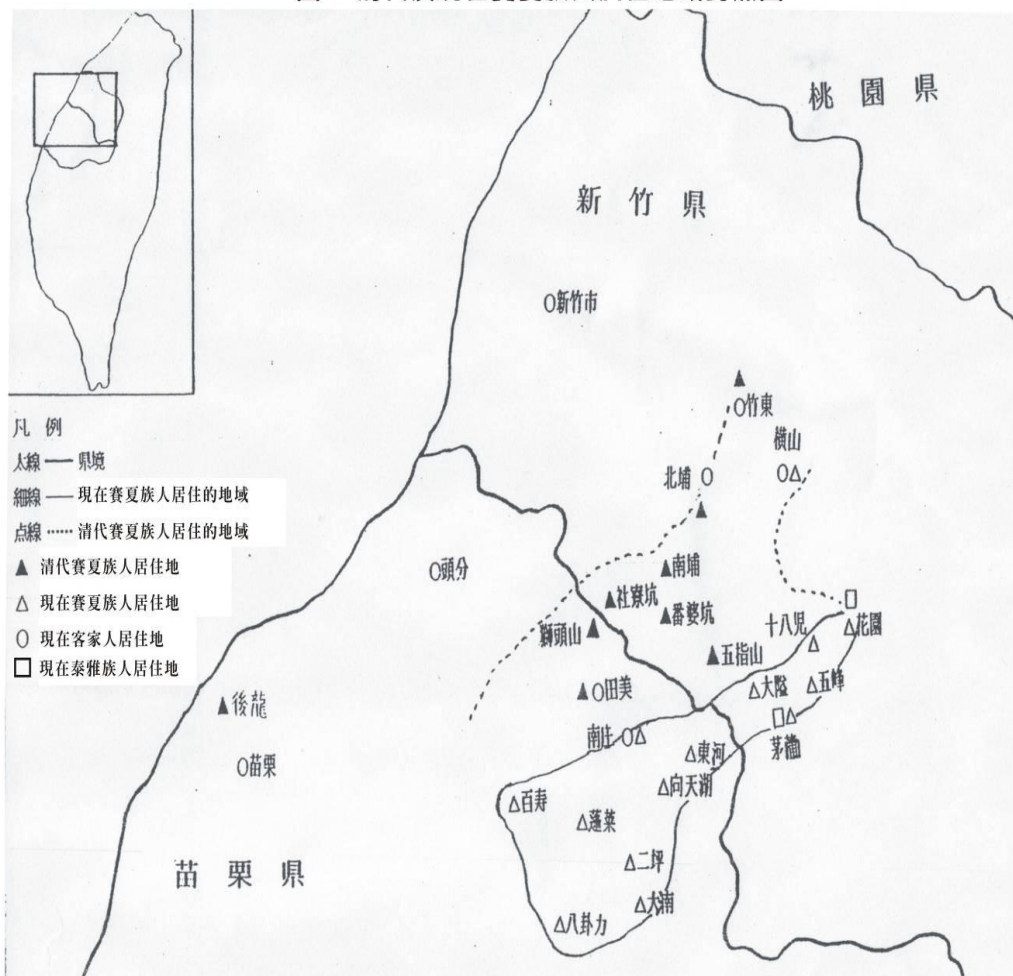 桃園県
新竹県
新竹市
竹東
横山
北埔
凡例
太線 県境
細線 現在賽夏族人居住的地域
点線 清代賽夏族人居住的地域
清代賽夏族人居住地
現在賽夏族人居住地
現在客家人居住地
現在泰雅族人居住地
頭分
南埔
社寮坑
番婆坑
獅頭山
十八児
花園
五指山
大隘
五峰
後龍
田美
南庄
茅圃
東河
苗栗
向天湖
百寿
蓬莱
二坪
苗栗県
大湳
八卦力